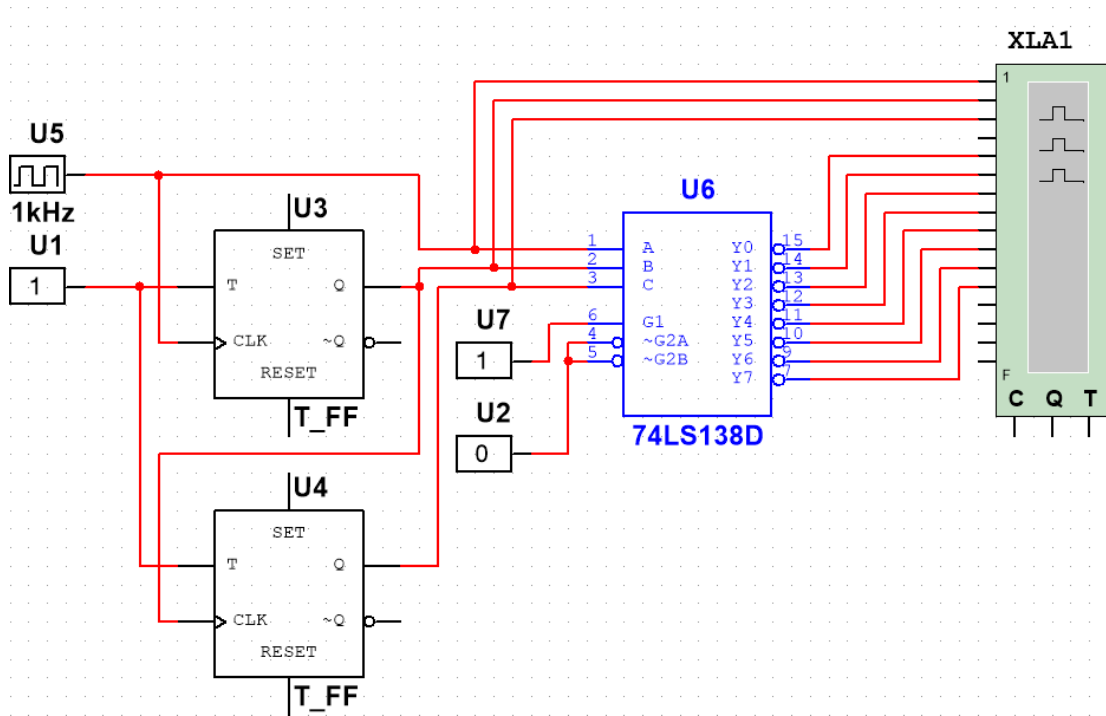 XLA1
1
F
C Q T
U5
1kHz
U1
1
U3
SET
T Q
CLK ~Q
RESET
T_FF
U4
SET
T Q
CLK ~Q
RESET
T_FF
U7
1
U2
0
U6
1 A Y0 15
2 B Y1 14
3 C Y2 13
Y3 12
6 G1 Y4 11
4 ~G2A Y5 10
5 ~G2B Y6 9
Y7 7
74LS138D